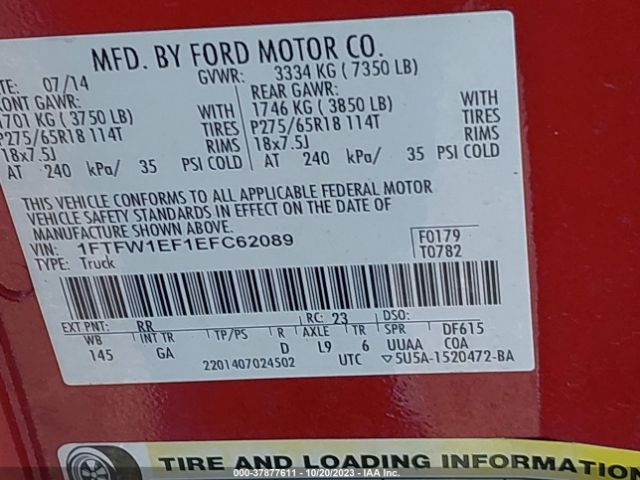 MFD. BY FORD MOTOR CO.
07/14 GVWR: 3334 KG ( 7350 LB)
FRONT GAWR: REAR GAWR:
1701 KG ( 3750 LB) WITH 1746 KG ( 3850 LB) WITH
P275/65R18 114T TIRES P275/65R18 114T TIRES
18x7.5J RIMS 18x7.5J RIMS
AT 240 kPa/ 35 PSI COLD AT 240 kPa/ 35 PSI COLD
THIS VEHICLE CONFORMS TO ALL APPLICABLE FEDERAL MOTOR
VEHICLE SAFETY STANDARDS IN EFFECT ON THE DATE OF
MANUFACTURE SHOWN ABOVE.
VIN: 1FTFW1EF1EFC62089 F0179
TYPE: Truck T0782
EXT PNT: RR RC: 23 DSO:
WB INT TR TP/PS R AXLE TR SPR DF615
145 GA D L9 6 UUAA COA
2201407024502 UTC ▽5U5A-1520472-BA
TIRE AND LOADING INFORMATION
000-37877611 - 10/20/2023 - IAA Inc.